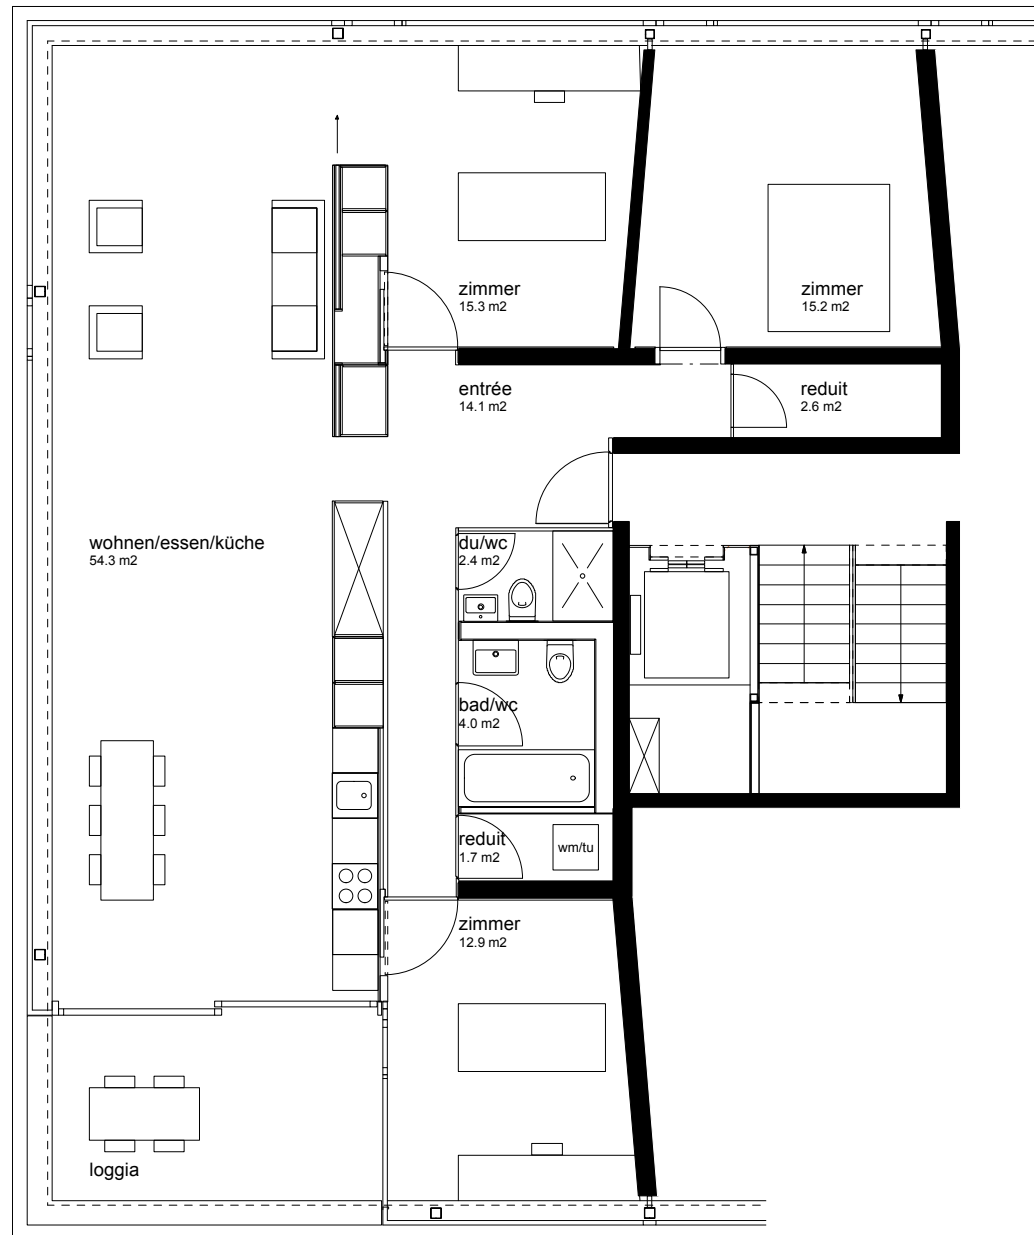 zimmer
15.3 m2
zimmer
15.2 m2
entrée
14.1 m2
reduit
2.6 m2
wohnen/essen/küche
54.3 m2
du/wc
2.4 m2
bad/wc
4.0 m2
reduit
1.7 m2
wm/tu
zimmer
12.9 m2
loggia